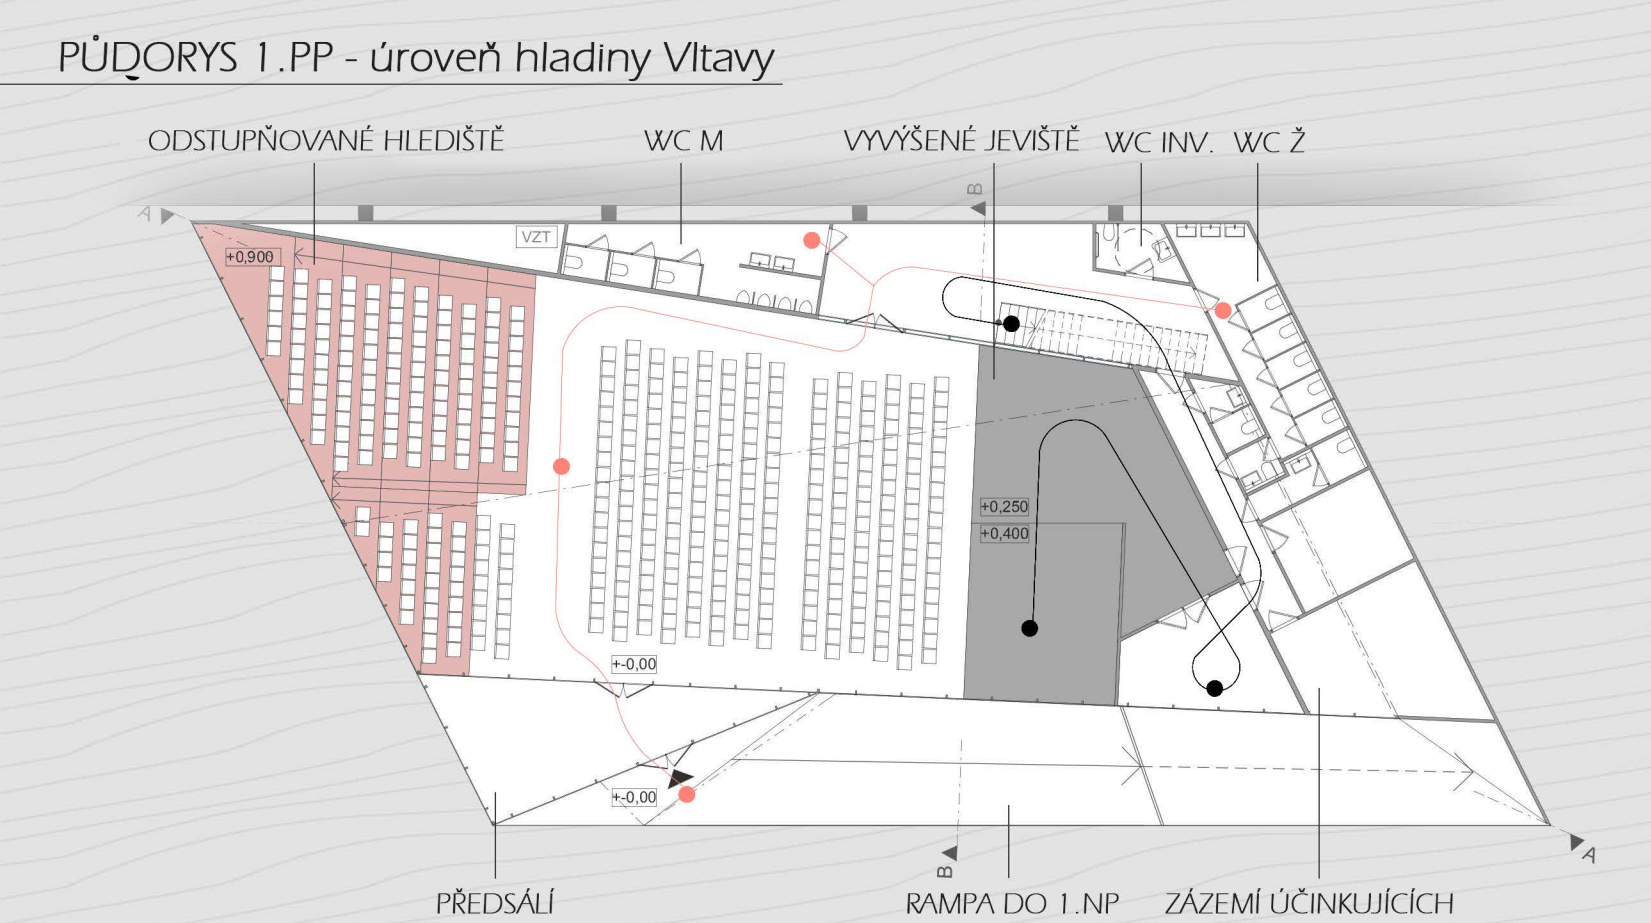 PŮDORYS 1.PP - úroveň hladiny Vltavy
ODSTUPŇOVANÉ HLEDIŠTĚ
WC M
VYVÝŠENÉ JEVIŠTĚ
WC INV.
WC Ž
A
B
VZT
+0,900
+0,250
+0,400
+-0,00
+-0,00
B
A
PŘEDSÁLÍ
RAMPA DO 1.NP
ZÁZEMÍ ÚČINKUJÍCÍCH